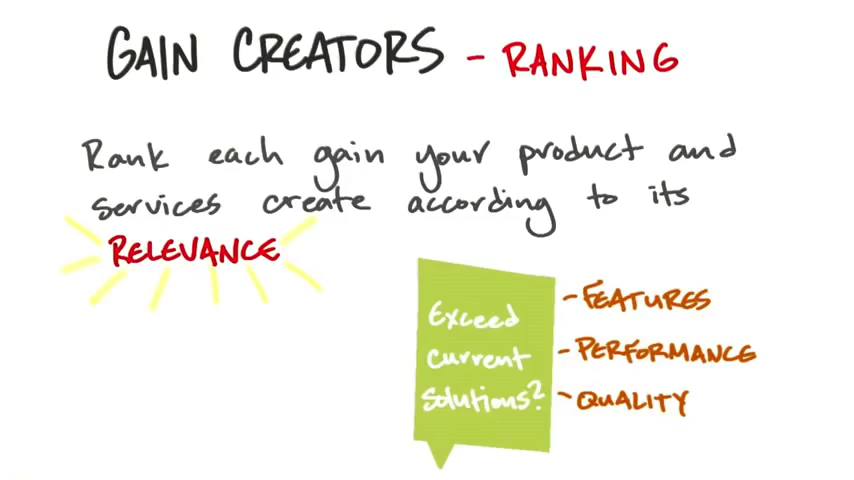 GAIN CREATORS - RANKING
Rank each gain your product and
services create according to its
RELEVANCE
Exceed
current
solutions?
- FEATURES
- PERFORMANCE
- QUALITY